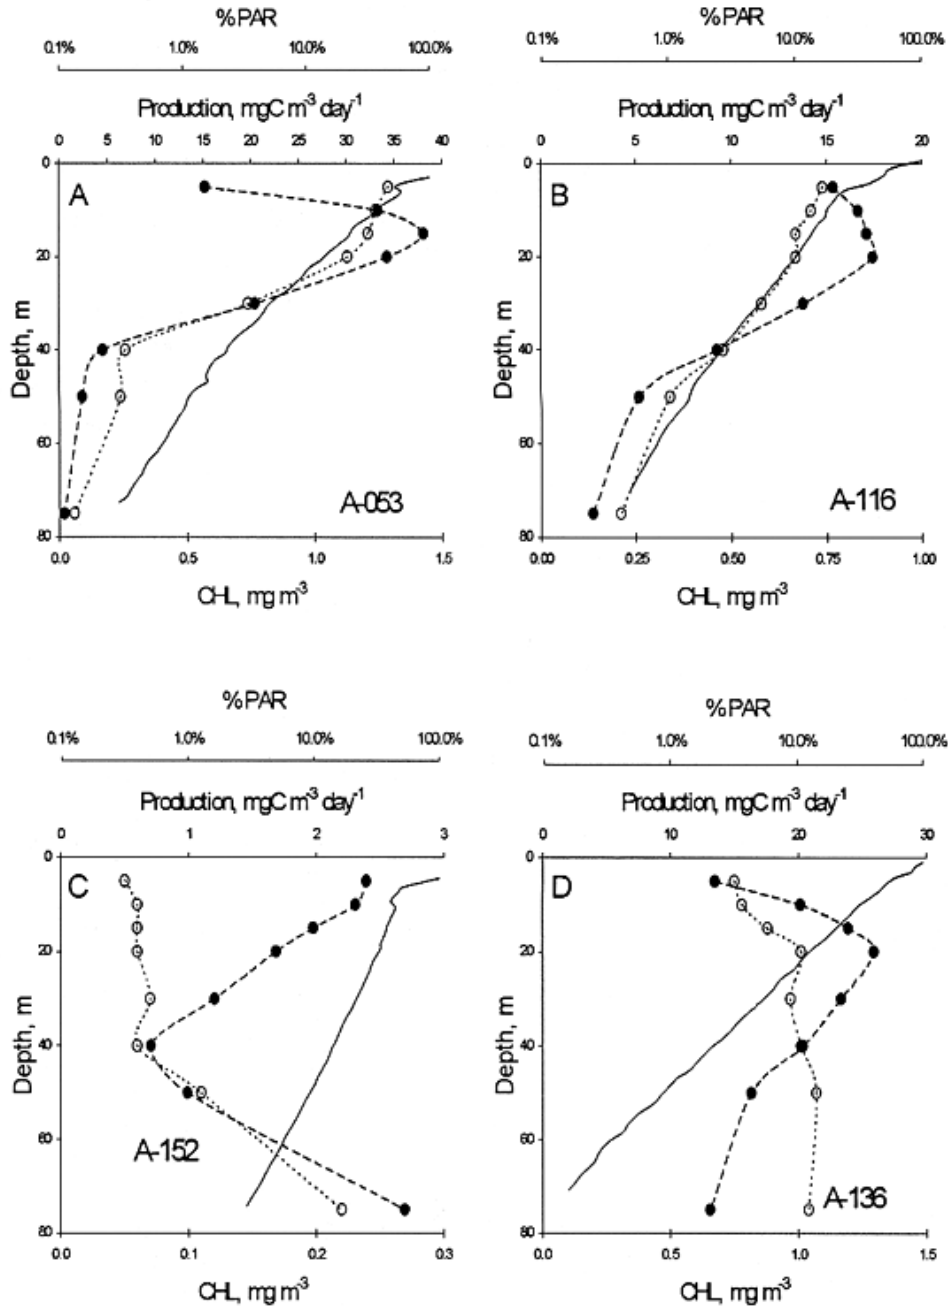 %PAR
0.1% 1.0% 10.0% 100.0%
Production, mgC m⁻³ day⁻¹
0 5 10 15 20 25 30 35 40
0
20
40
60
80
Depth, m
A
A-053
0.0 0.5 1.0 1.5
CHL, mg m⁻³
%PAR
0.1% 1.0% 10.0% 100.0%
Production, mgC m⁻³ day⁻¹
0 5 10 15 20
0
20
40
60
80
Depth, m
B
A-116
0.00 0.25 0.50 0.75 1.00
CHL, mg m⁻³
%PAR
0.1% 1.0% 10.0% 100.0%
Production, mgC m⁻³ day⁻¹
0 1 2 3
0
20
40
60
80
Depth, m
C
A-152
0.0 0.1 0.2 0.3
CHL, mg m⁻³
%PAR
0.1% 1.0% 10.0% 100.0%
Production, mgC m⁻³ day⁻¹
0 10 20 30
0
20
40
60
80
Depth, m
D
A-136
0.0 0.5 1.0 1.5
CHL, mg m⁻³